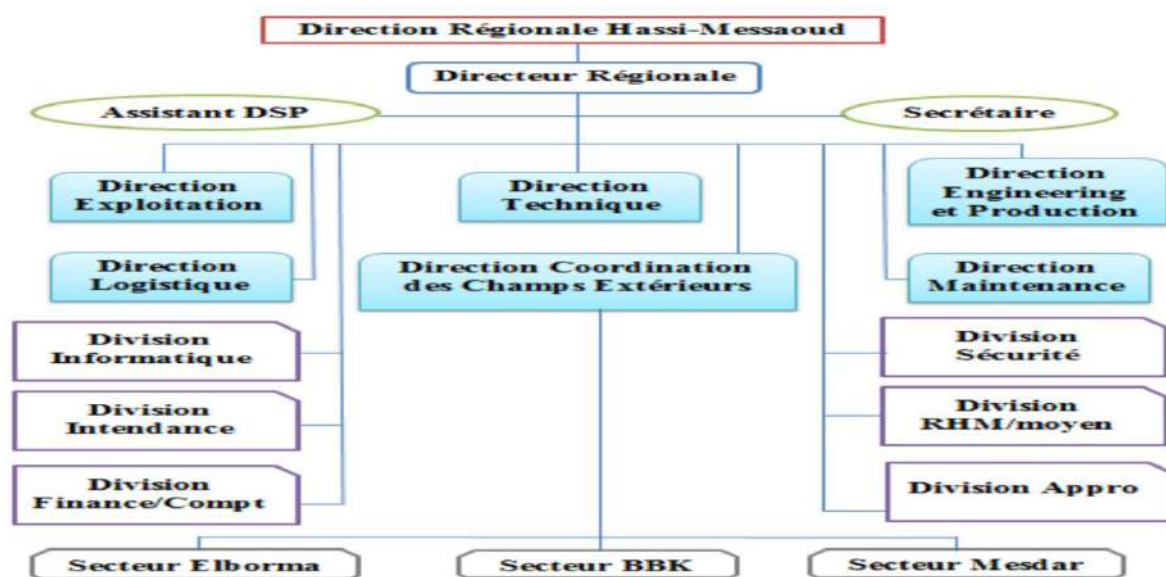 Direction Régionale Hassi-Messaoud
Directeur Régionale
Assistant DSP
Secrétaire
Direction
Exploitation
Direction
Technique
Direction
Engineering
et Production
Direction
Logistique
Direction Coordination
des Champs Extérieurs
Direction
Maintenance
Division
Informatique
Division
Sécurité
Division
Intendance
Division
RHM/moyen
Division
Finance/Compt
Division Appro
Secteur Elborma
Secteur BBK
Secteur Mesdar